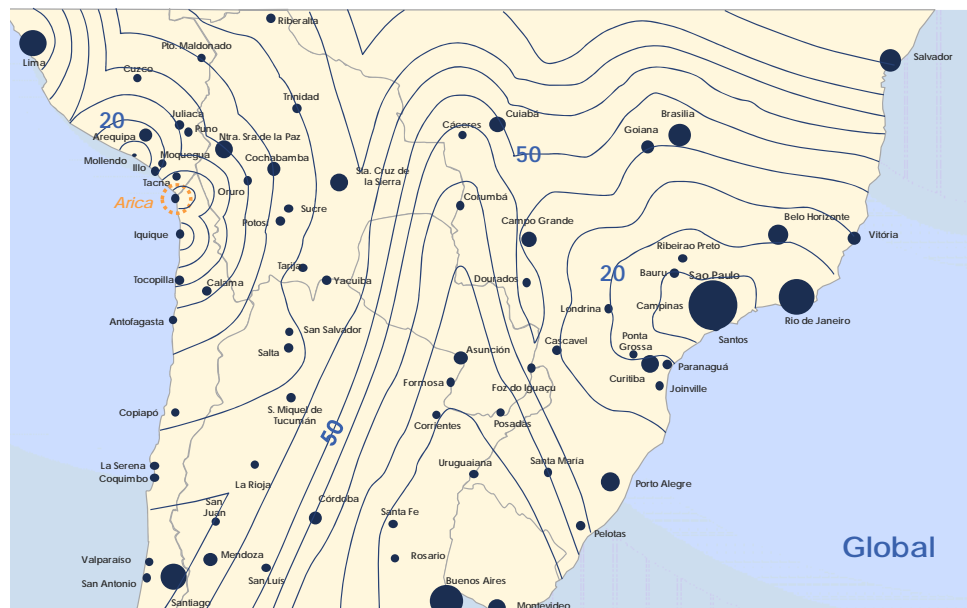 Riberalta
Lima
Pto. Maldonado
Salvador
Cuzco
Trinidad
20
Juliaca
Puno
Arequipa
Ntra. Sra. de la Paz
Cáceres
Cuiabá
Brasilia
Goiana
50
Mollendo
Moquegua
Illo
Cochabamba
Tacna
Sta. Cruz de
la Sierra
Oruro
Arica
Sucre
Potosi
Corumbá
Campo Grande
Belo Horizonte
Iquique
Vitória
Ribeirao Preto
Tarija
Tocopilla
Calama
Yacuiba
Dourados
20
Bauru
Sao Paulo
Londrina
Campinas
Antofagasta
Rio de Janeiro
San Salvador
Santos
Salta
Asunción
Cascavel
Ponta
Grossa
Paranaguá
Curitiba
Formosa
Foz do Iguaçu
Joinville
Copiapó
S. Miquel de
Tucumán
Corrientes
Posadas
50
La Serena
Coquimbo
La Rioja
Uruguaiana
Santa Maria
Porto Alegre
San
Juan
Córdoba
Santa Fe
Pelotas
Valparaíso
Mendoza
Rosario
Global
San Antonio
San Luis
Buenos Aires
Santiago
Montevideo